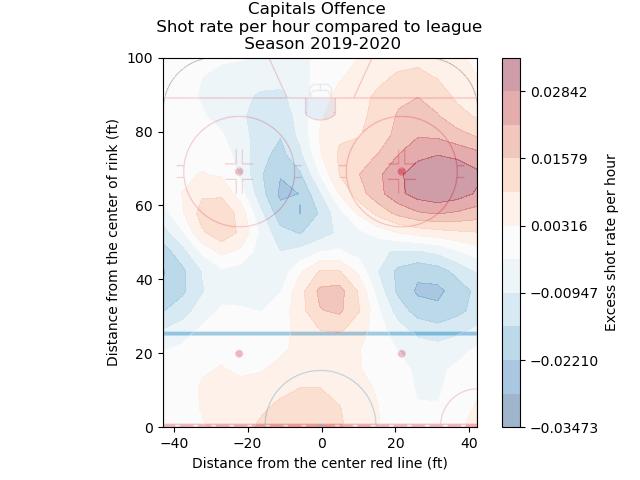 Capitals Offence
Shot rate per hour compared to league
Season 2019-2020
100
80
60
40
20
0
Distance from the center of rink (ft)
−40
−20
0
20
40
Distance from the center red line (ft)
0.02842
0.01579
0.00316
−0.00947
−0.02210
−0.03473
Excess shot rate per hour